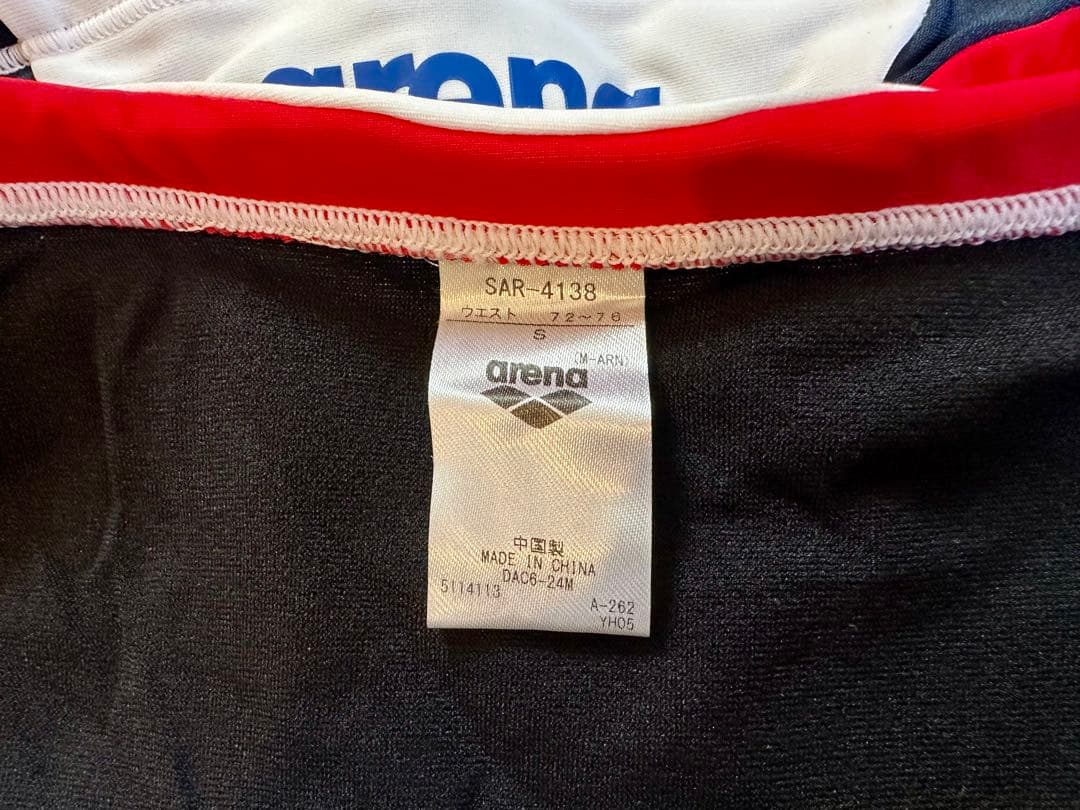 arena
SAR-4138
ウエスト 72~76
S
(M-ARN)
arena
中国製
MADE IN CHINA
DAC6-24M
5114113
A-262
YH05